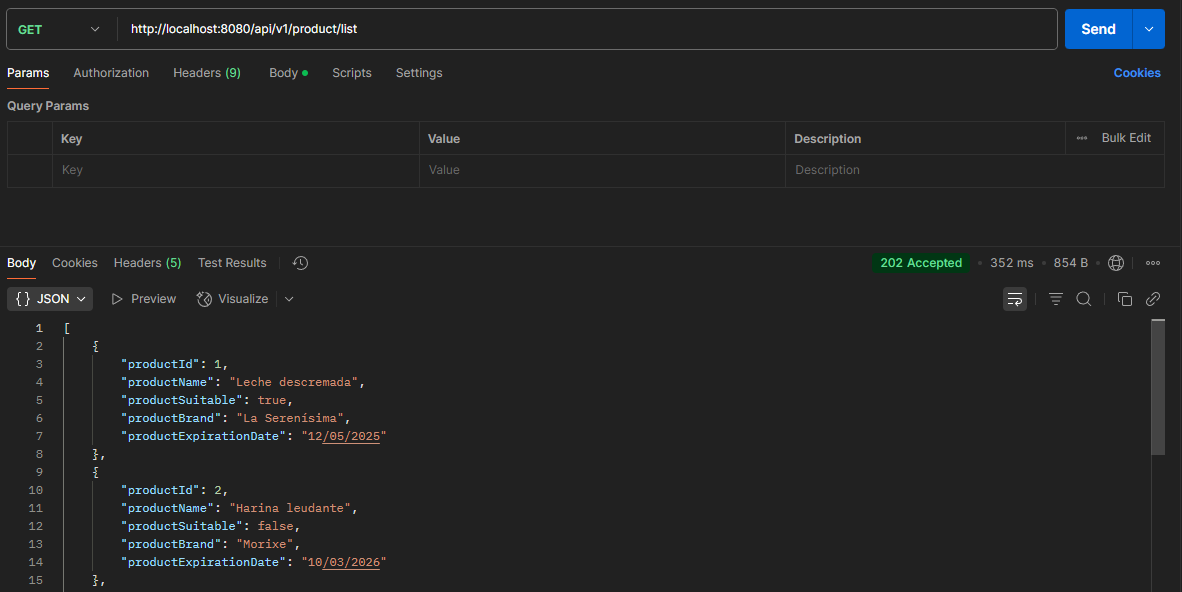 GET http://localhost:8080/api/v1/product/list Send
Params Authorization Headers (9) Body Scripts Settings Cookies
Query Params
Key Value Description Bulk Edit
Key Value Description
Body Cookies Headers (5) Test Results 202 Accepted 352 ms 854 B
{} JSON Preview Visualize
1 [
2 {
3 "productId": 1,
4 "productName": "Leche descremada",
5 "productSuitable": true,
6 "productBrand": "La Serenísima",
7 "productExpirationDate": "12/05/2025"
8 },
9 {
10 "productId": 2,
11 "productName": "Harina leudante",
12 "productSuitable": false,
13 "productBrand": "Morixe",
14 "productExpirationDate": "10/03/2026"
15 },